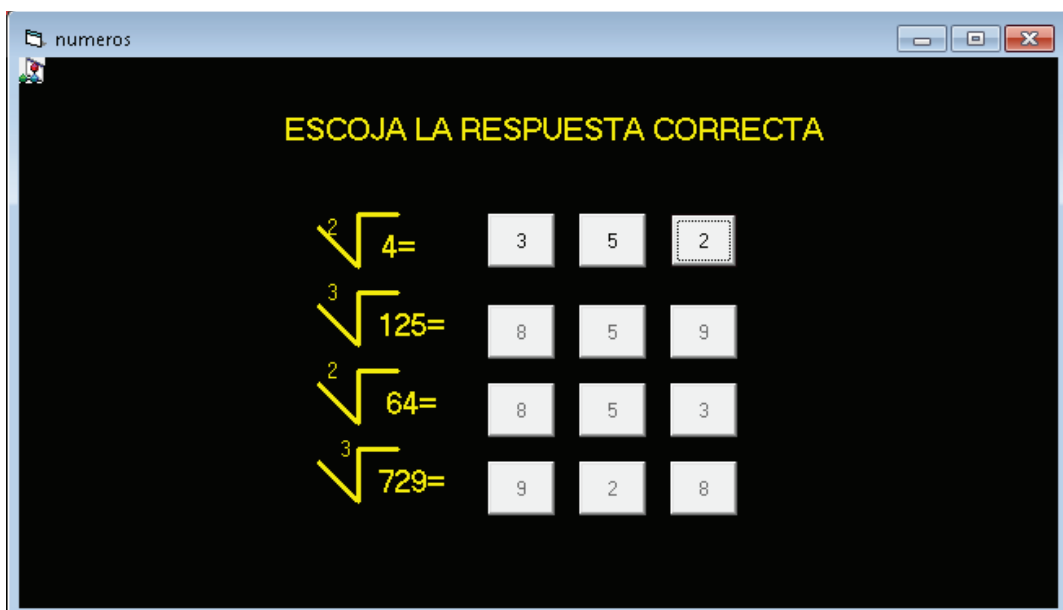 numeros
ESCOJA LA RESPUESTA CORRECTA
2 4= 3 5 2
3 125= 8 5 9
2 64= 8 5 3
3 729= 9 2 8